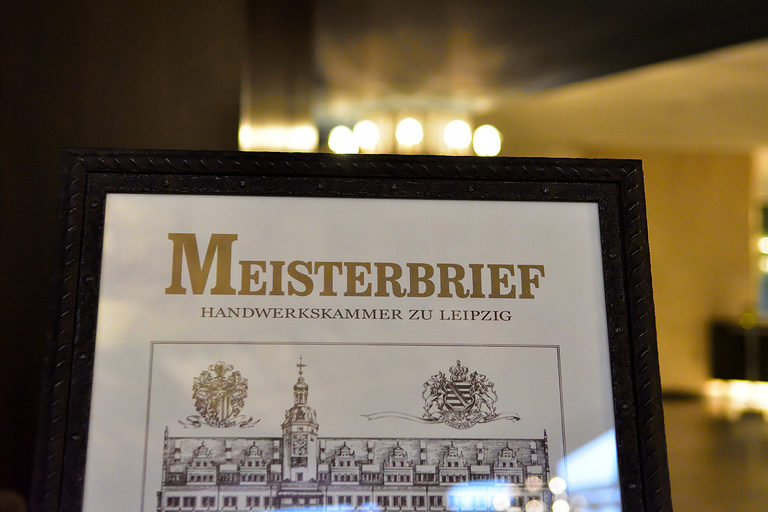 MEISTERBRIEF
HANDWERKSKAMMER ZU LEIPZIG